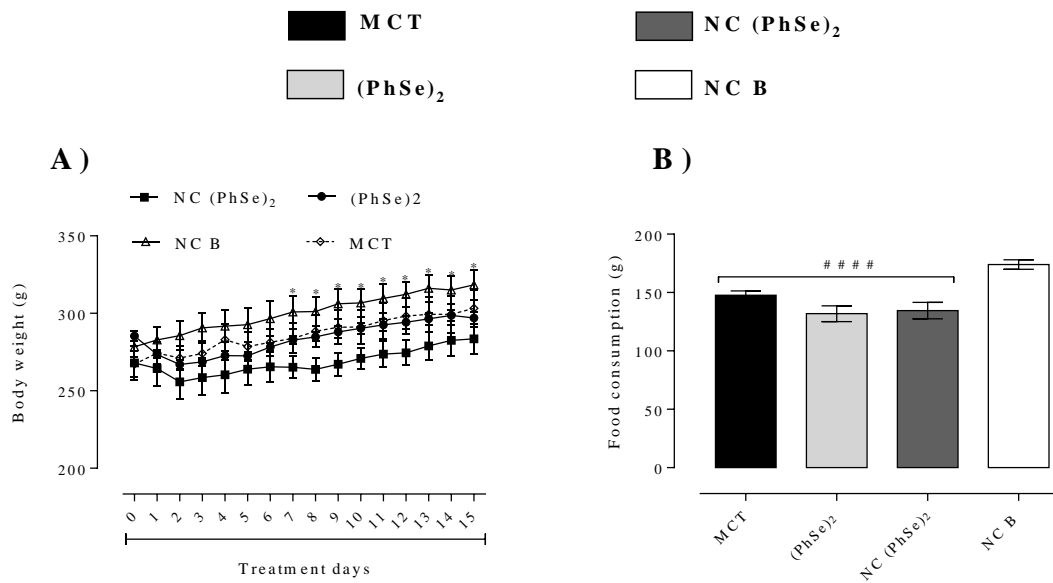 MCT
NC (PhSe)2
(PhSe)2
NC B
A )
B )
NC (PhSe)2
(PhSe)2
NC B
MCT
Body weight (g)
350
300
250
200
* * * * * * * * *
0 1 2 3 4 5 6 7 8 9 10 11 12 13 14 15
Treatment days
Food consumption (g)
200
150
100
50
0
# # # #
MCT
(PhSe)2
NC (PhSe)2
NC B